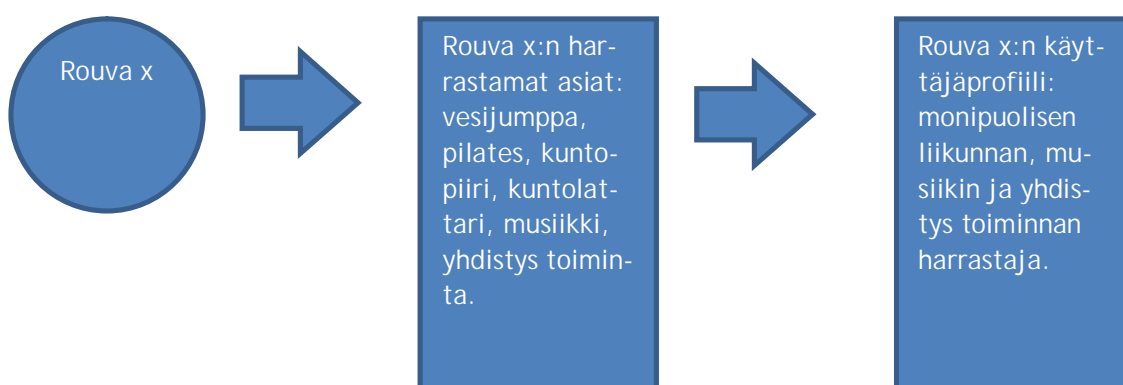 Rouva x
Rouva x:n har-
rastamat asiat:
vesijumppa,
pilates, kunto-
piiri, kuntolat-
tari, musiikki,
yhdistys toimin-
ta.
Rouva x:n käyt-
täjäprofiili:
monipuolisen
liikunnan, mu-
siikin ja yhdis-
tys toiminnan
harrastaja.